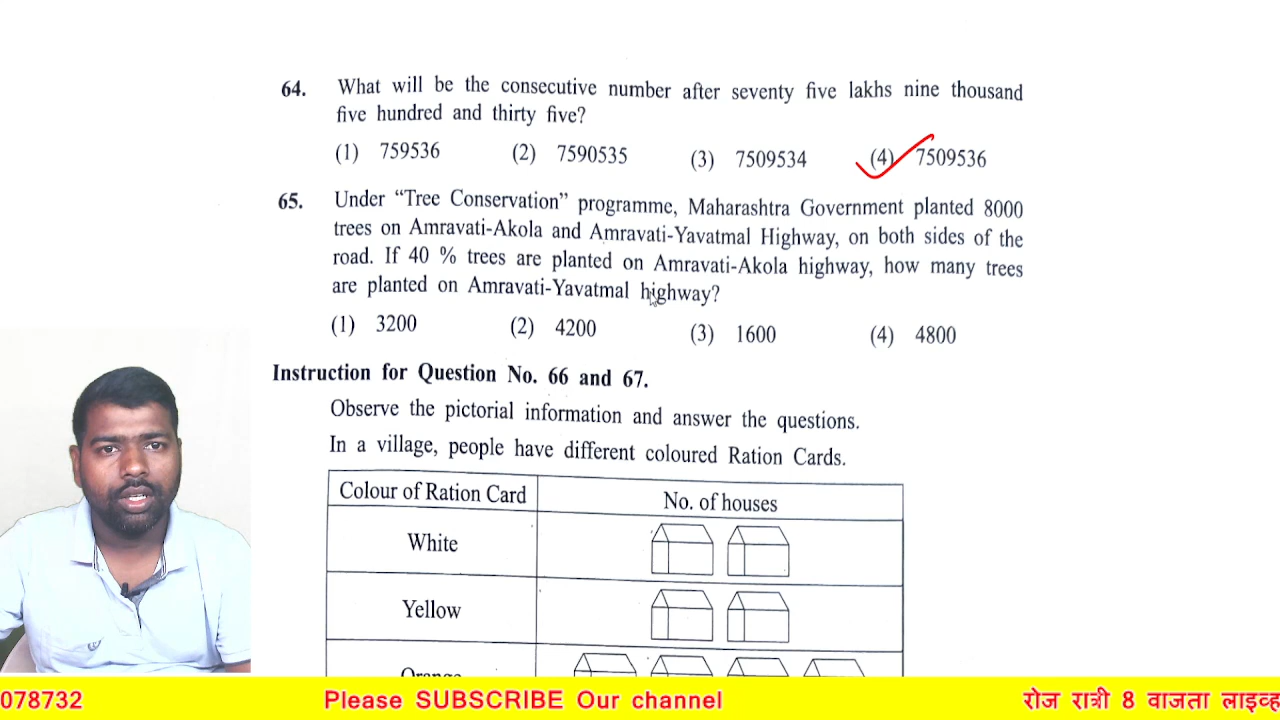 64. What will be the consecutive number after seventy five lakhs nine thousand
five hundred and thirty five?
(1) 759536 (2) 7590535 (3) 7509534 (4) 7509536
65. Under “Tree Conservation” programme, Maharashtra Government planted 8000
trees on Amravati-Akola and Amravati-Yavatmal Highway, on both sides of the
road. If 40 % trees are planted on Amravati-Akola highway, how many trees
are planted on Amravati-Yavatmal highway?
(1) 3200 (2) 4200 (3) 1600 (4) 4800
Instruction for Question No. 66 and 67.
Observe the pictorial information and answer the questions.
In a village, people have different coloured Ration Cards.
Colour of Ration Card No. of houses
White
Yellow
Orange
078732 Please SUBSCRIBE Our channel रोज रात्री 8 वाजता लाइव्ह